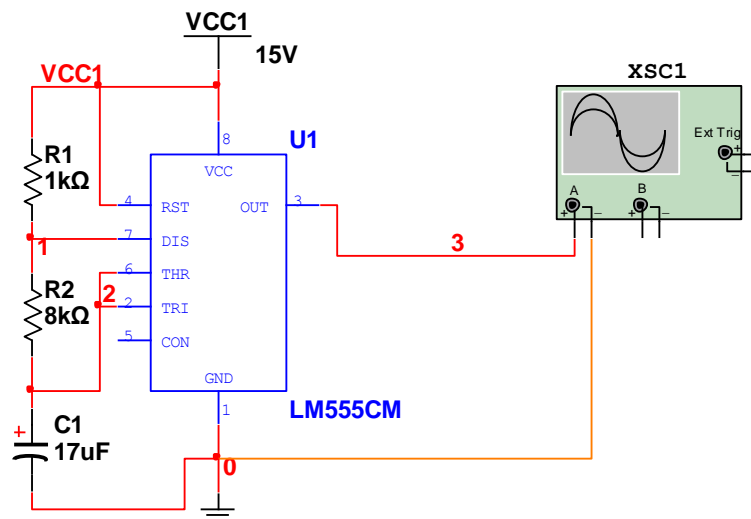 VCC1
15V
VCC1
XSC1
U1
8
VCC
Ext Trig
+
−
R1
1kΩ
4
RST
OUT
3
A
B
+
−
+
−
7
DIS
1
3
6
THR
R2
8kΩ
2
2
TRI
5
CON
GND
LM555CM
1
+
C1
17uF
0